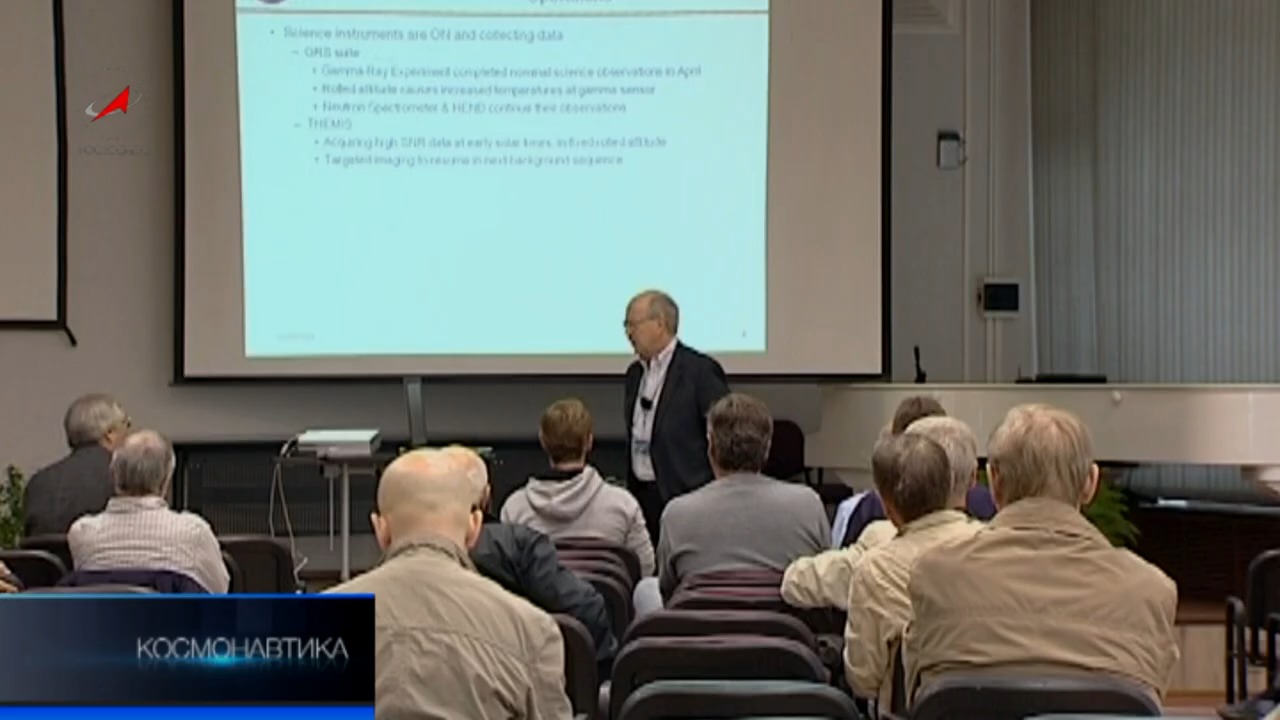 • Science instruments are ON and collecting data
– GRS suite
• Gamma Ray Experiment completed nominal science observations in April
• Rolled attitude causes increased temperatures at gamma sensor
• Neutron Spectrometer & HEND continue their observations
– THEMIS
• Acquiring high SNR data at early solar times, in fixed rolled attitude
• Targeted imaging to resume in next background sequence
КОСМОНАВТИКА